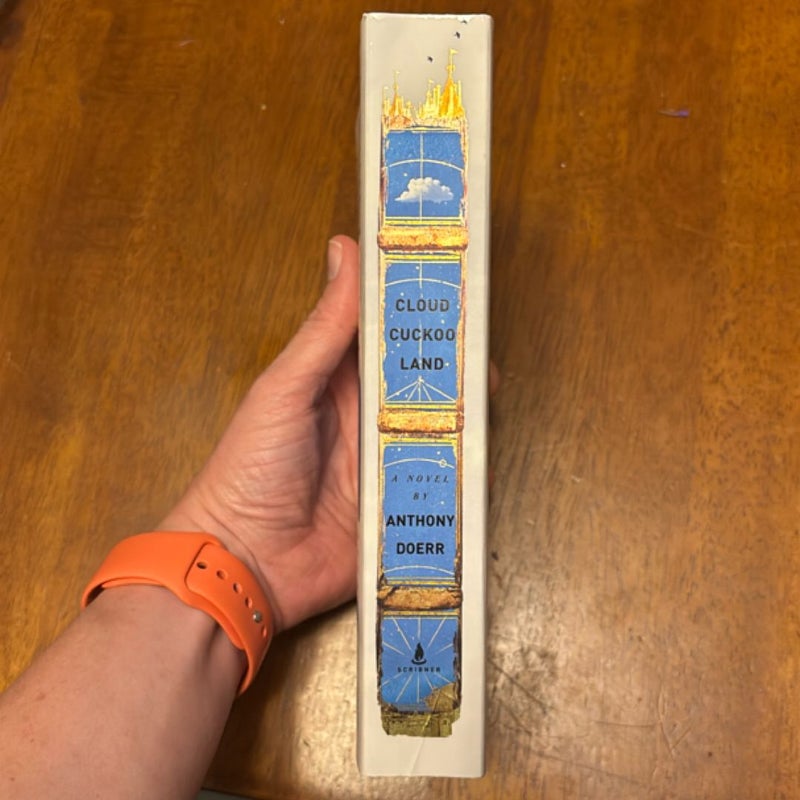 CLOUD
CUCKOO
LAND
A NOVEL
BY
ANTHONY
DOERR
SCRIBNER